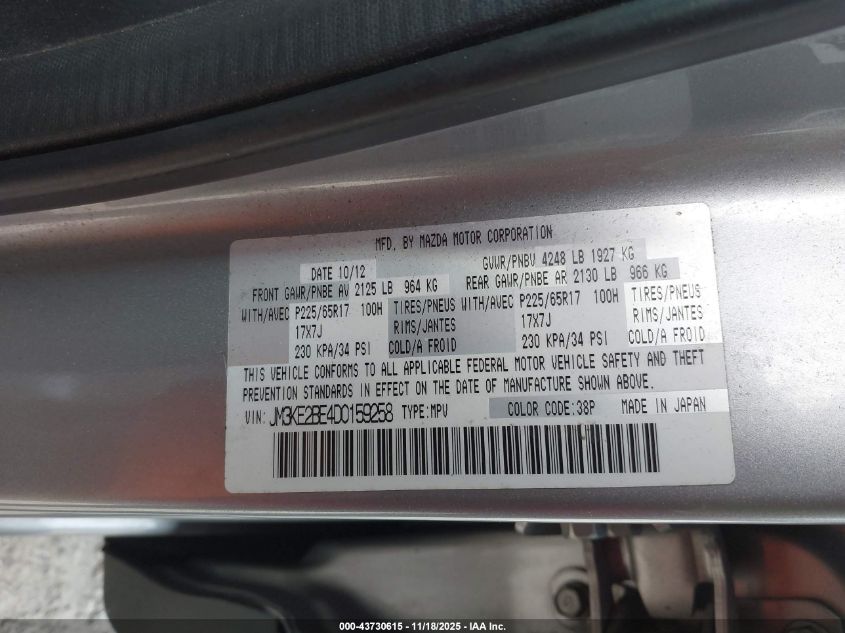 MFD. BY MAZDA MOTOR CORPORATION
DATE 10/12 GVWR/PNBV 4248 LB 1927 KG
FRONT GAWR/PNBE AV 2125 LB 964 KG REAR GAWR/PNBE AR 2130 LB 966 KG
WITH/AVEC P225/65R17 100H TIRES/PNEUS WITH/AVEC P225/65R17 100H TIRES/PNEUS
17X7J RIMS/JANTES 17X7J RIMS/JANTES
230 KPA/34 PSI COLD/A FROID 230 KPA/34 PSI COLD/A FROID
THIS VEHICLE CONFORMS TO ALL APPLICABLE FEDERAL MOTOR VEHICLE SAFETY AND THEFT
PREVENTION STANDARDS IN EFFECT ON THE DATE OF MANUFACTURE SHOWN ABOVE.
VIN: JM3KE2BE4D0159258 TYPE: MPV COLOR CODE: 38P MADE IN JAPAN
000-43730615 - 11/18/2025 - IAA Inc.